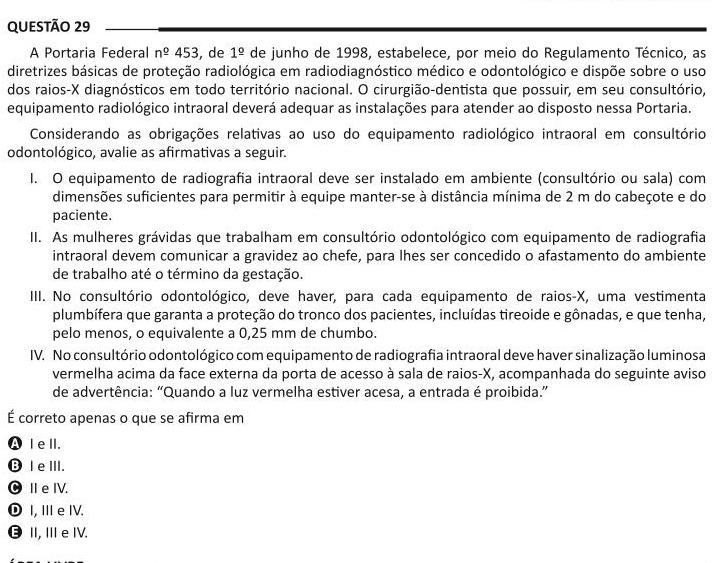 QUESTÃO 29
A Portaria Federal nº 453, de 1º de junho de 1998, estabelece, por meio do Regulamento Técnico, as
diretrizes básicas de proteção radiológica em radiodiagnóstico médico e odontológico e dispõe sobre o uso
dos raios-X diagnósticos em todo território nacional. O cirurgião-dentista que possuir, em seu consultório,
equipamento radiológico intraoral deverá adequar as instalações para atender ao disposto nessa Portaria.
Considerando as obrigações relativas ao uso do equipamento radiológico intraoral em consultório
odontológico, avalie as afirmativas a seguir.
I. O equipamento de radiografia intraoral deve ser instalado em ambiente (consultório ou sala) com
dimensões suficientes para permitir à equipe manter-se à distância mínima de 2 m do cabeçote e do
paciente.
II. As mulheres grávidas que trabalham em consultório odontológico com equipamento de radiografia
intraoral devem comunicar a gravidez ao chefe, para lhes ser concedido o afastamento do ambiente
de trabalho até o término da gestação.
III. No consultório odontológico, deve haver, para cada equipamento de raios-X, uma vestimenta
plumbífera que garanta a proteção do tronco dos pacientes, incluídas tireoide e gônadas, e que tenha,
pelo menos, o equivalente a 0,25 mm de chumbo.
IV. No consultório odontológico com equipamento de radiografia intraoral deve haver sinalização luminosa
vermelha acima da face externa da porta de acesso à sala de raios-X, acompanhada do seguinte aviso
de advertência: “Quando a luz vermelha estiver acesa, a entrada é proibida.”
É correto apenas o que se afirma em
A I e II.
B I e III.
C II e IV.
D I, III e IV.
E II, III e IV.